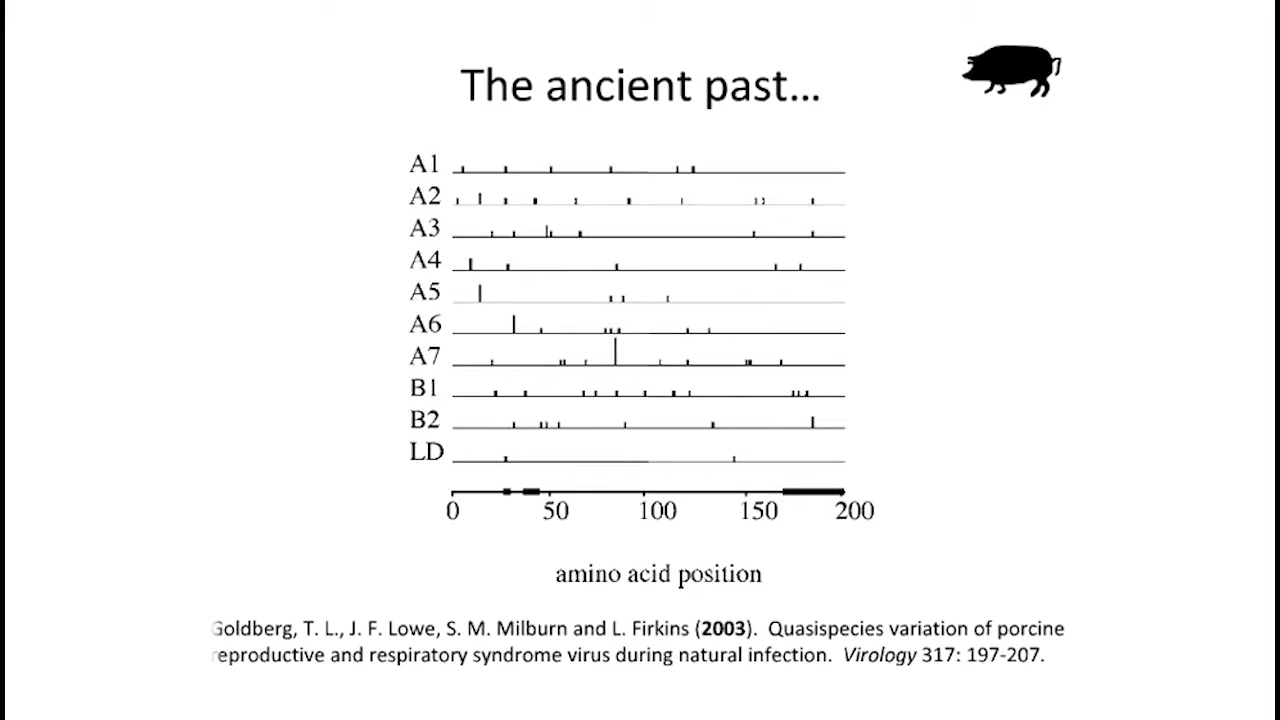 The ancient past...
A1
A2
A3
A4
A5
A6
A7
B1
B2
LD
0 50 100 150 200
amino acid position
Goldberg, T. L., J. F. Lowe, S. M. Milburn and L. Firkins (2003). Quasispecies variation of porcine
reproductive and respiratory syndrome virus during natural infection. Virology 317: 197-207.